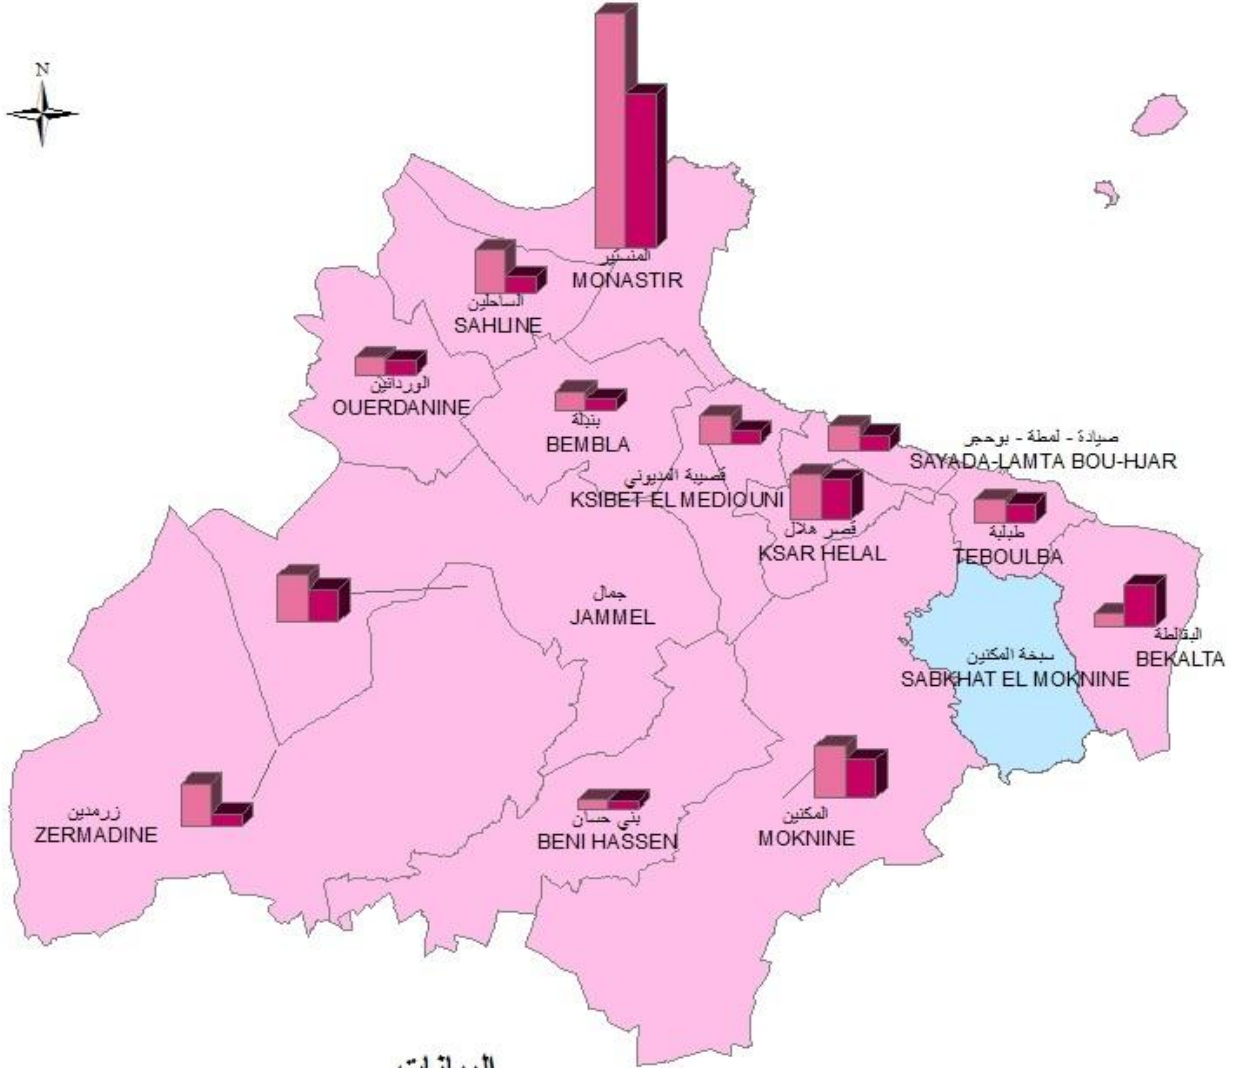 N
المنستير
MONASTIR
الساحلين
SAHLINE
الوردانين
OUERDANINE
بنبلة
BEMBLA
صيادة - لمطة - بوحجر
SAYADA-LAMTA BOU-HJAR
قصيبة المديوني
KSIBET EL MEDIOUNI
قصر هلال
KSAR HELAL
طبلبة
TEBOULBA
جمال
JAMMEL
البقالطة
BEKALTA
سبخة المكنين
SABKHAT EL MOKNINE
زرمدين
ZERMADINE
بني حسان
BENI HASSEN
المكنين
MOKNINE